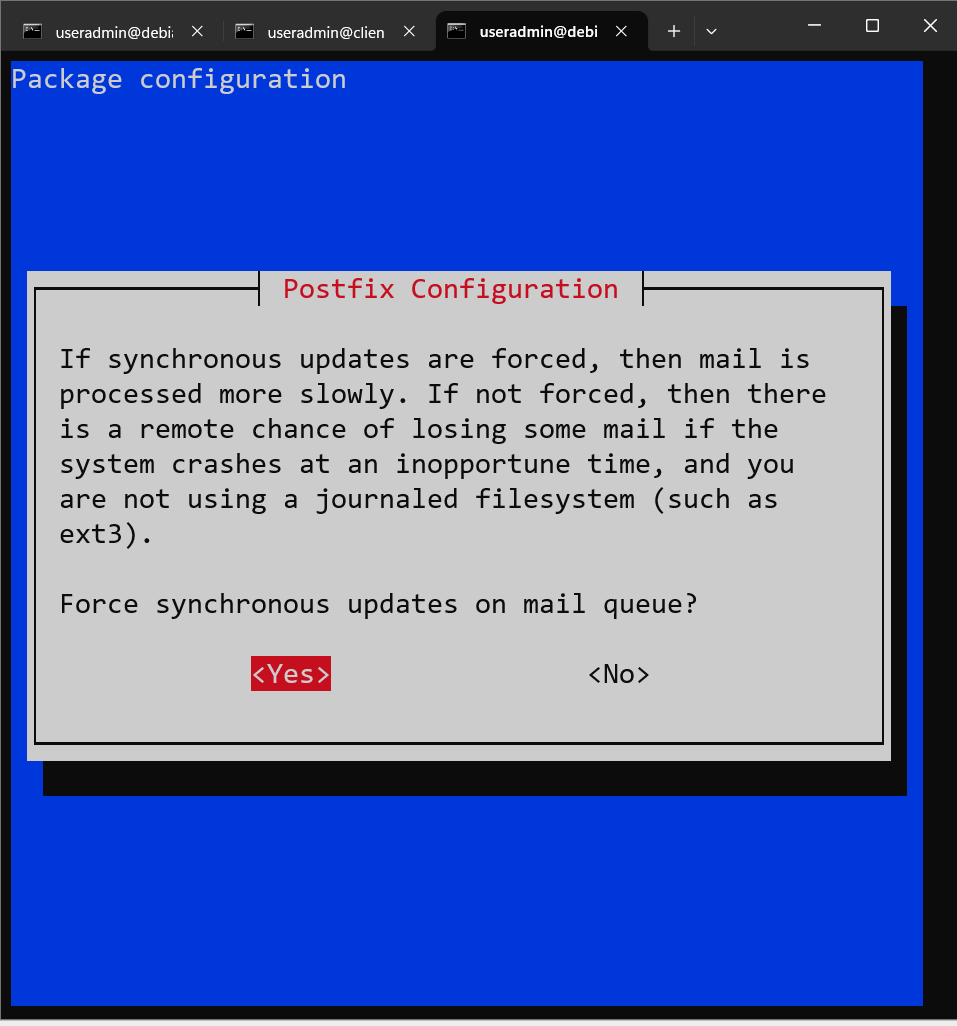 useradmin@debi
useradmin@clien
useradmin@debi
Package configuration
Postfix Configuration
If synchronous updates are forced, then mail is
processed more slowly. If not forced, then there
is a remote chance of losing some mail if the
system crashes at an inopportune time, and you
are not using a journaled filesystem (such as
ext3).
Force synchronous updates on mail queue?
<Yes> <No>